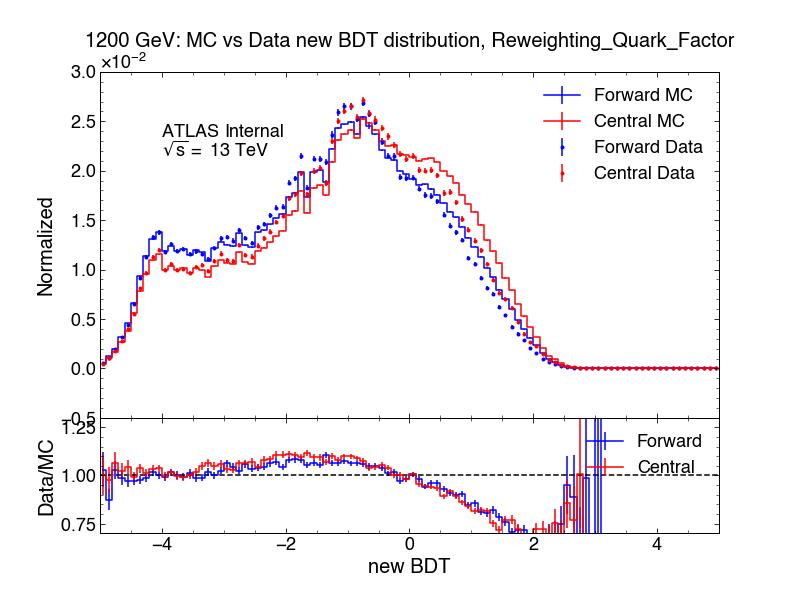 1200 GeV: MC vs Data new BDT distribution, Reweighting_Quark_Factor
×10⁻²
3.0
2.5
2.0
1.5
1.0
0.5
0.0
-0.5
Normalized
ATLAS Internal
√s = 13 TeV
Forward MC
Central MC
Forward Data
Central Data
1.25
1.00
0.75
Data/MC
Forward
Central
−4
−2
0
2
4
new BDT